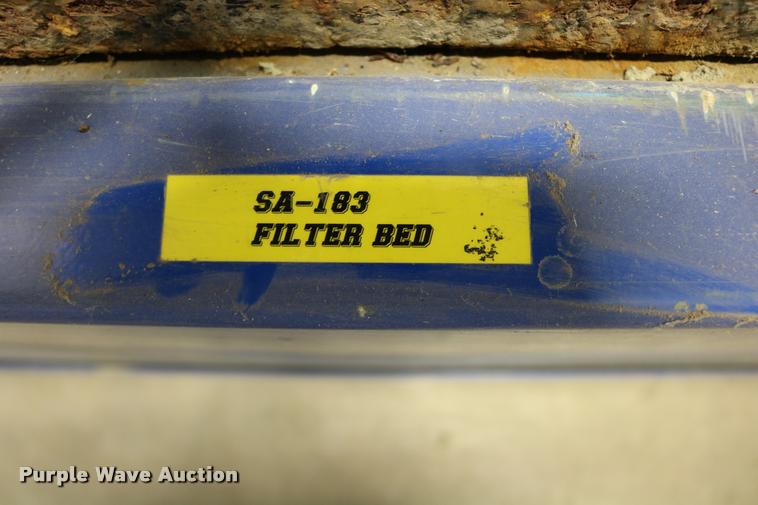 SA-183
FILTER BED
Purple Wave Auction